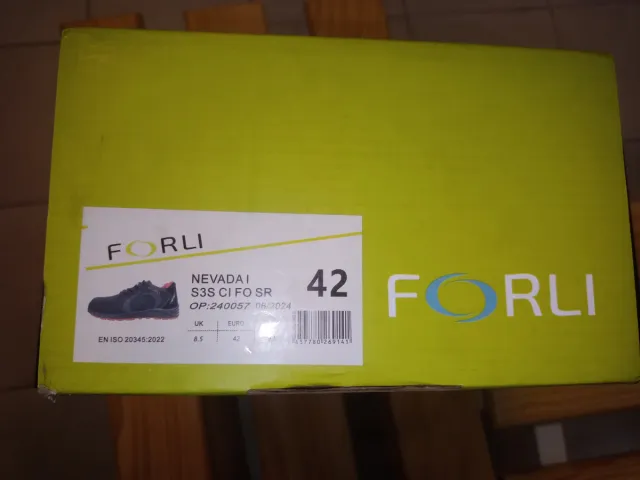 FORLI
NEVADA I
S3S CI FO SR
42
OP:240057 06/2024
UK EURO
8.5 42
EN ISO 20345:2022
FORLI